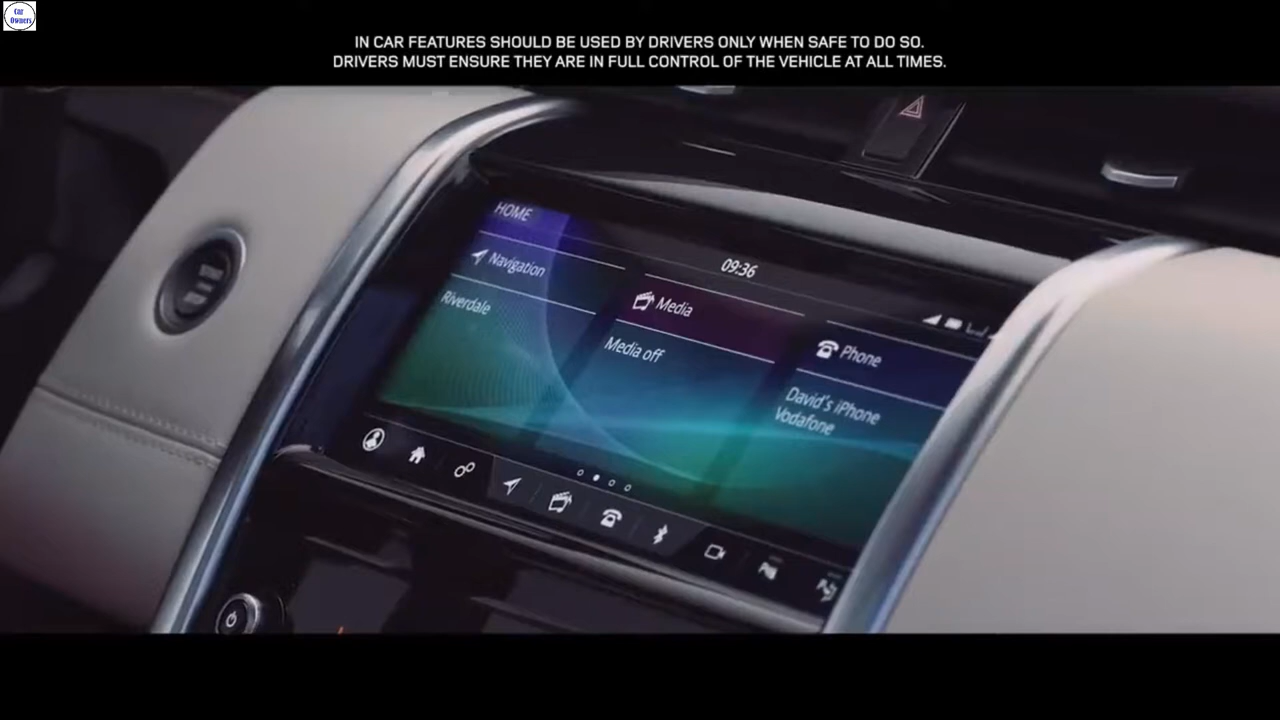 Car
Owners
IN CAR FEATURES SHOULD BE USED BY DRIVERS ONLY WHEN SAFE TO DO SO.
DRIVERS MUST ENSURE THEY ARE IN FULL CONTROL OF THE VEHICLE AT ALL TIMES.
HOME
09:36
Navigation
Riverdale
Media
Media off
Phone
David's iPhone
Vodafone